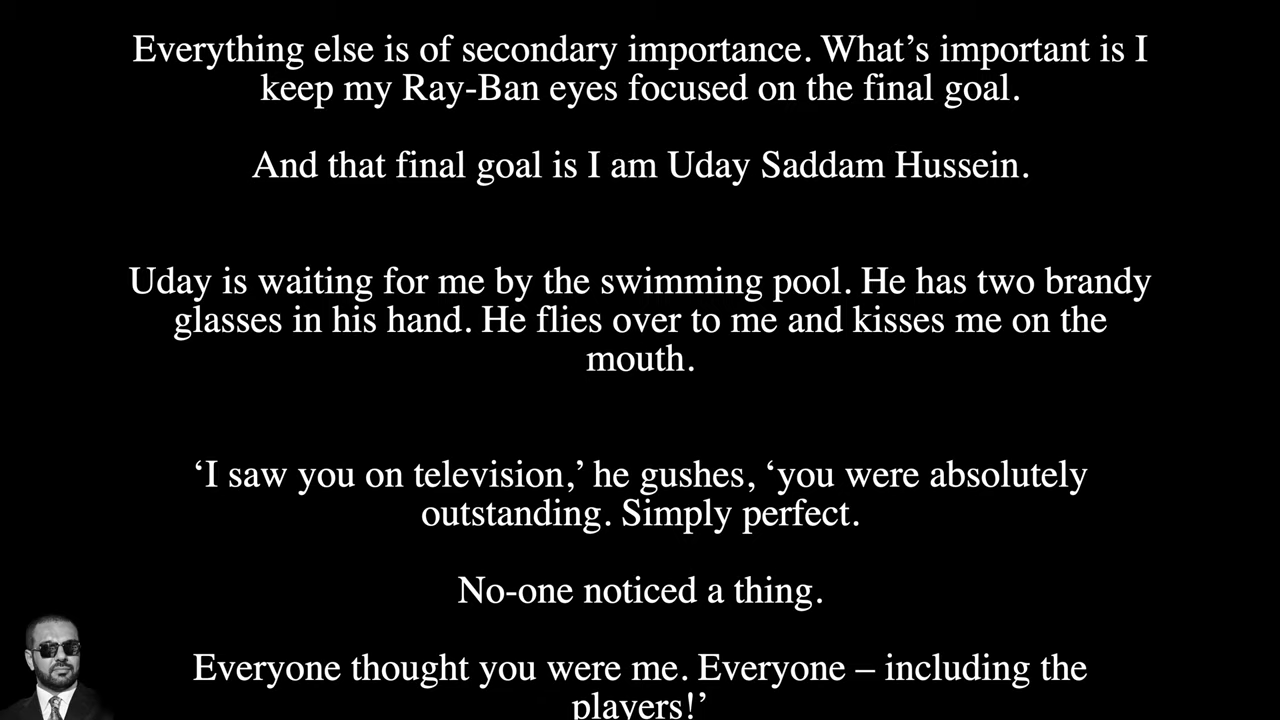 Everything else is of secondary importance. What’s important is I
keep my Ray-Ban eyes focused on the final goal.
And that final goal is I am Uday Saddam Hussein.
Uday is waiting for me by the swimming pool. He has two brandy
glasses in his hand. He flies over to me and kisses me on the
mouth.
‘I saw you on television,’ he gushes, ‘you were absolutely
outstanding. Simply perfect.
No-one noticed a thing.
Everyone thought you were me. Everyone – including the
players!’